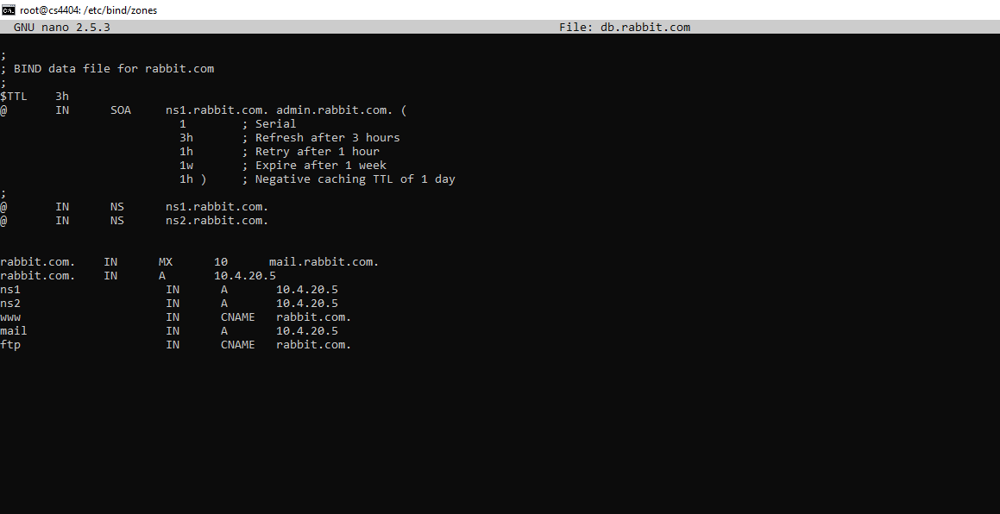 root@cs4404: /etc/bind/zones
GNU nano 2.5.3 File: db.rabbit.com
;
; BIND data file for rabbit.com
;
$TTL 3h
@ IN SOA ns1.rabbit.com. admin.rabbit.com. (
1 ; Serial
3h ; Refresh after 3 hours
1h ; Retry after 1 hour
1w ; Expire after 1 week
1h ) ; Negative caching TTL of 1 day
;
@ IN NS ns1.rabbit.com.
@ IN NS ns2.rabbit.com.
rabbit.com. IN MX 10 mail.rabbit.com.
rabbit.com. IN A 10.4.20.5
ns1 IN A 10.4.20.5
ns2 IN A 10.4.20.5
www IN CNAME rabbit.com.
mail IN A 10.4.20.5
ftp IN CNAME rabbit.com.